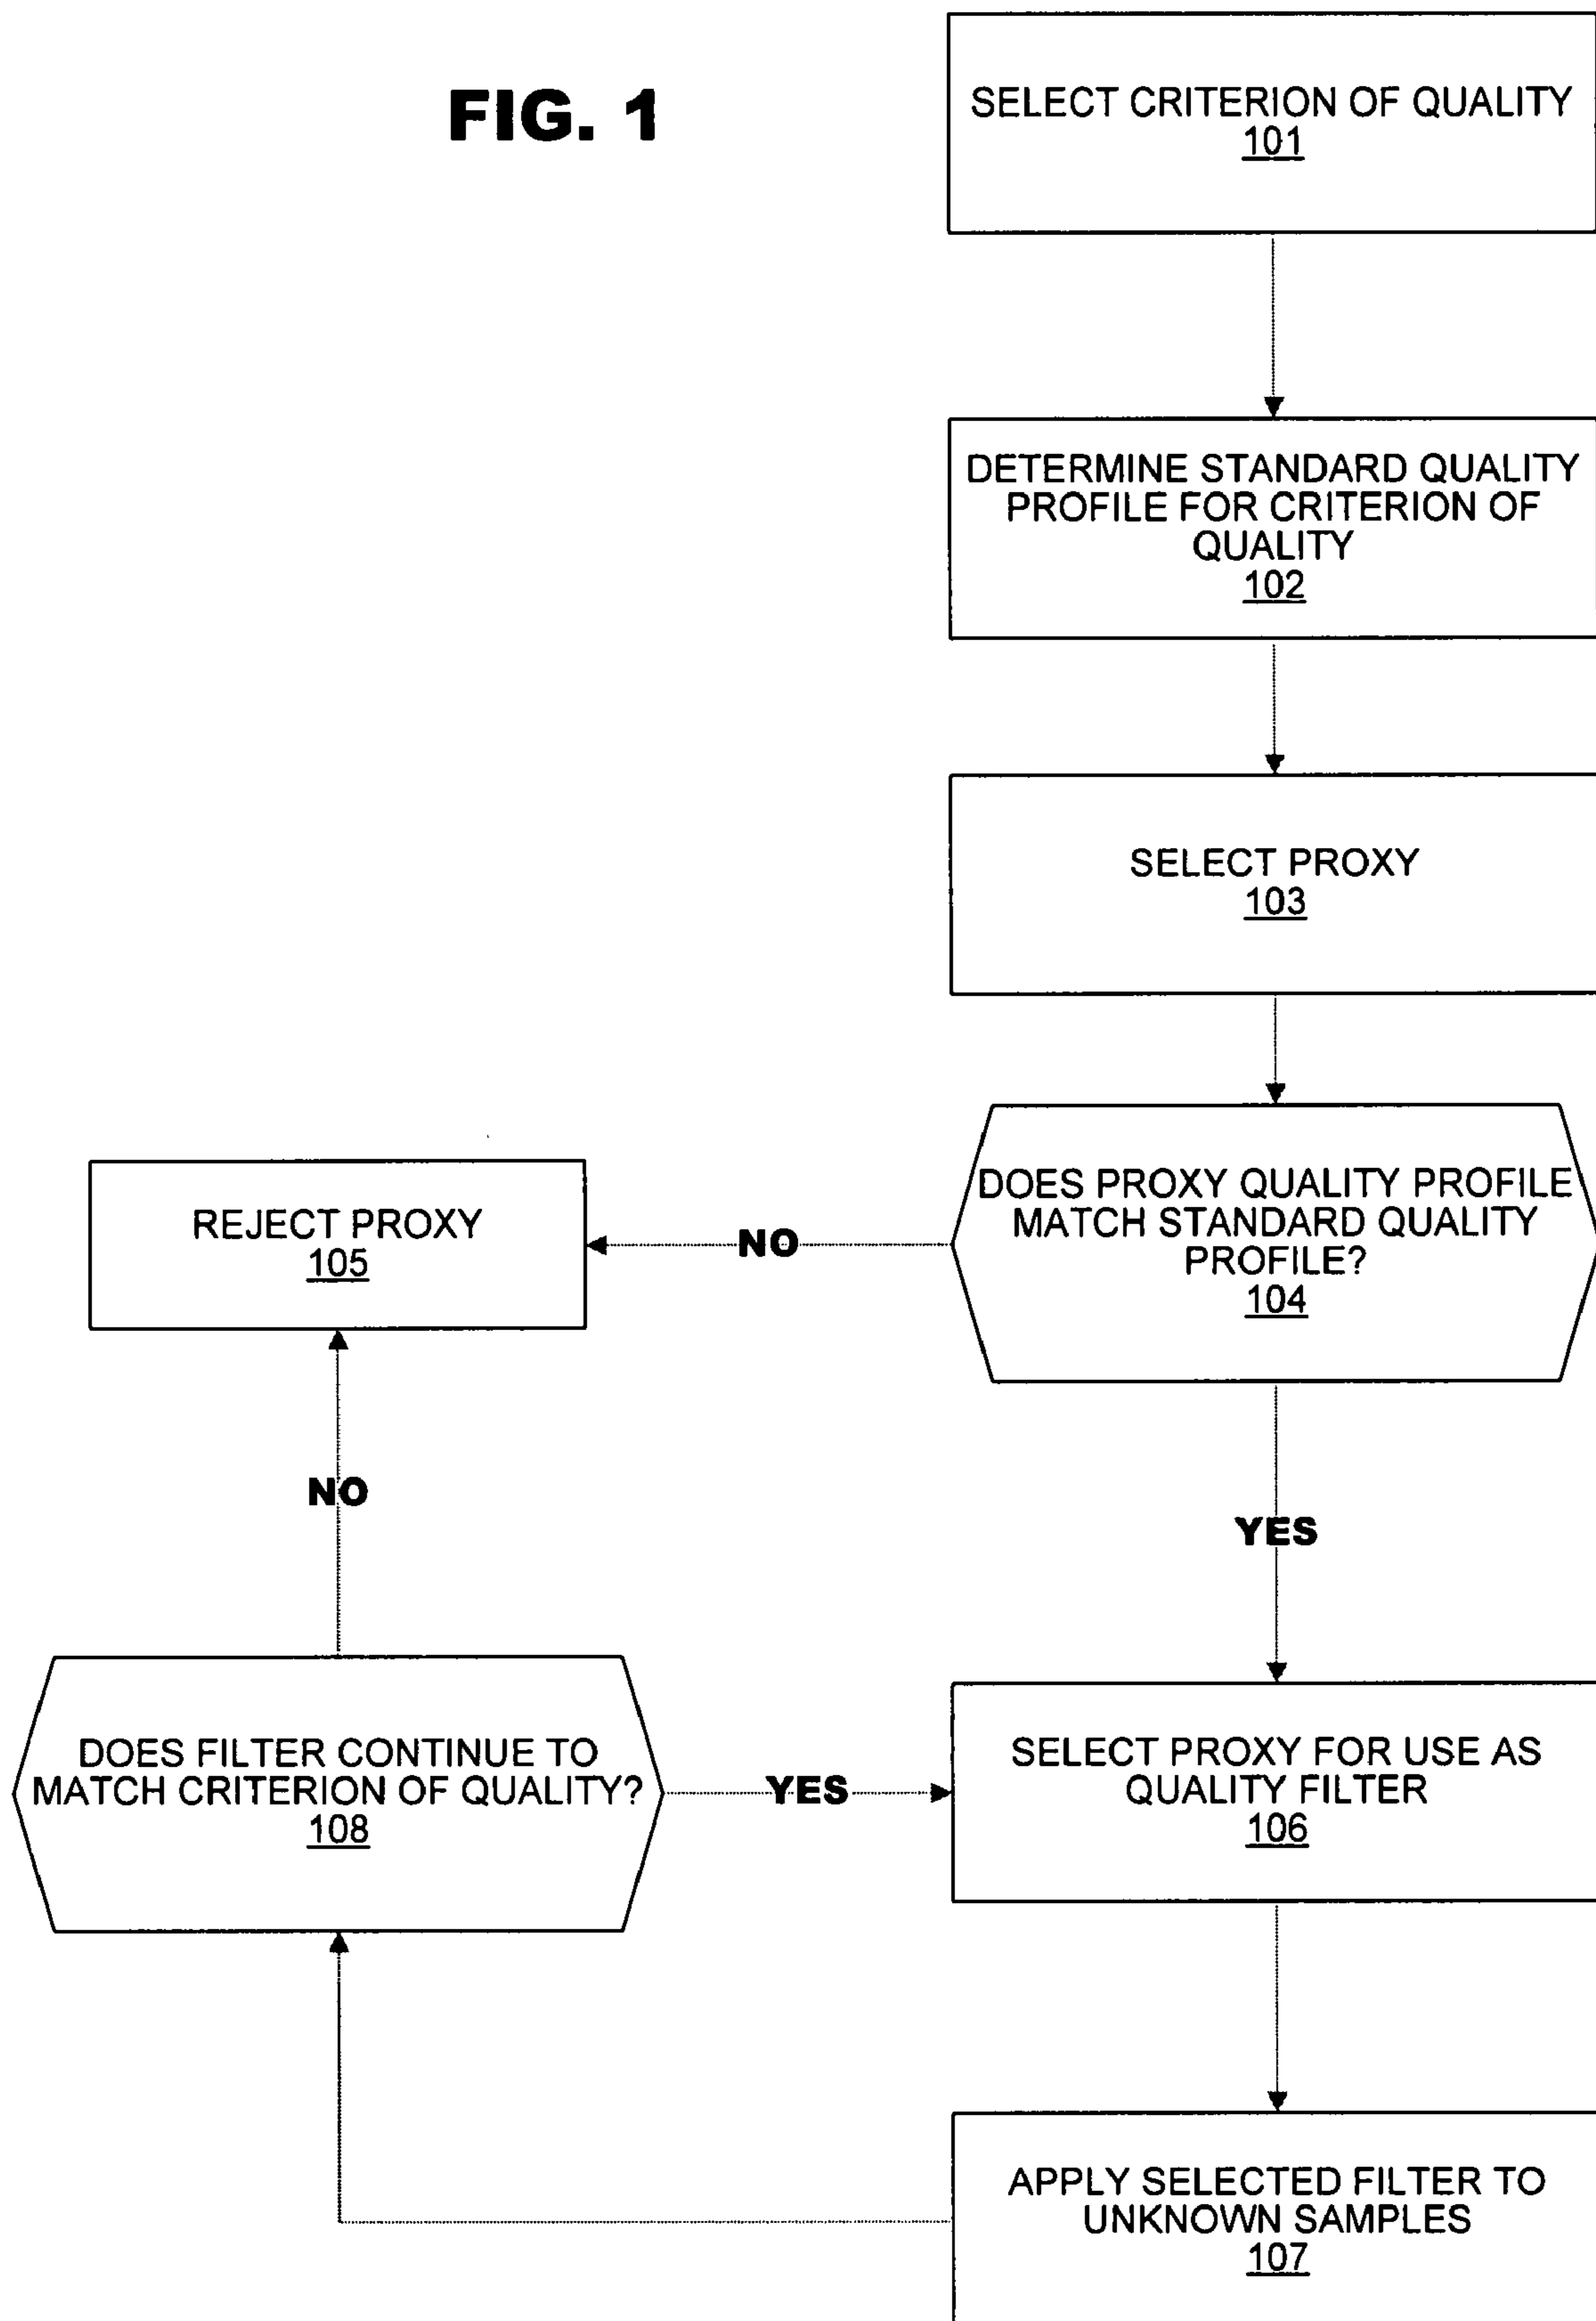 FIG. 1
SELECT CRITERION OF QUALITY
101
DETERMINE STANDARD QUALITY
PROFILE FOR CRITERION OF
QUALITY
102
SELECT PROXY
103
DOES PROXY QUALITY PROFILE
MATCH STANDARD QUALITY
PROFILE?
104
NO
REJECT PROXY
105
YES
NO
SELECT PROXY FOR USE AS
QUALITY FILTER
106
DOES FILTER CONTINUE TO
MATCH CRITERION OF QUALITY?
108
YES
APPLY SELECTED FILTER TO
UNKNOWN SAMPLES
107